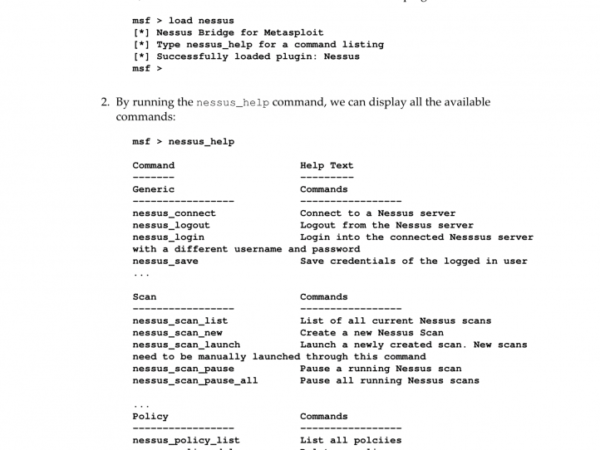 msf > load nessus
[*] Nessus Bridge for Metasploit
[*] Type nessus_help for a command listing
[*] Successfully loaded plugin: Nessus
msf >
2. By running the nessus_help command, we can display all the available
commands:
msf > nessus_help
Command Help Text
------- ---------
Generic Commands
----------------- -----------------
nessus_connect Connect to a Nessus server
nessus_logout Logout from the Nessus server
nessus_login Login into the connected Nesssus server
with a different username and password
nessus_save Save credentials of the logged in user
...
Scan Commands
----------------- -----------------
nessus_scan_list List of all current Nessus scans
nessus_scan_new Create a new Nessus Scan
nessus_scan_launch Launch a newly created scan. New scans
need to be manually launched through this command
nessus_scan_pause Pause a running Nessus scan
nessus_scan_pause_all Pause all running Nessus scans
...
Policy Commands
----------------- -----------------
nessus_policy_list List all polciies